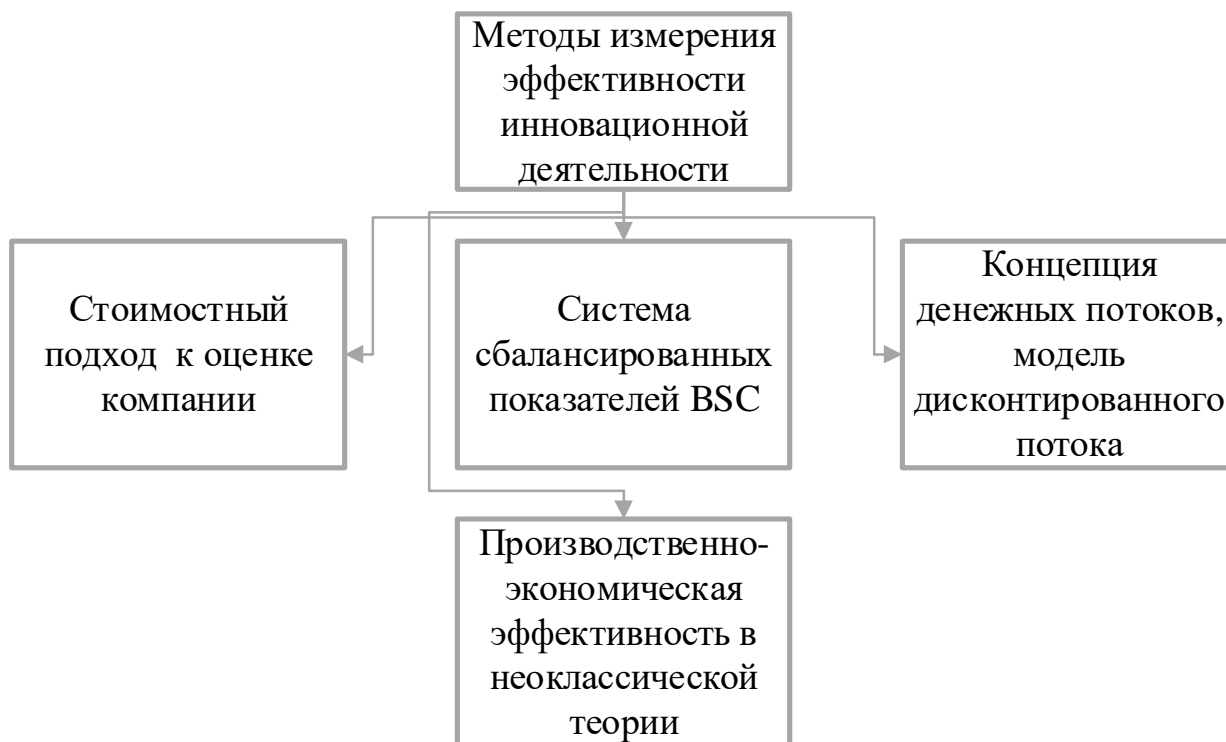 Методы измерения
эффективности
инновационной
деятельности
Стоимостный
подход к оценке
компании
Система
сбалансированных
показателей BSC
Концепция
денежных потоков,
модель
дисконтированного
потока
Производственно-
экономическая
эффективность в
неоклассической
теории